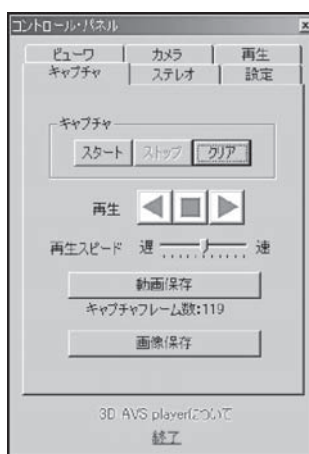 コントロール・パネル
ビューワ カメラ 再生
キャプチャ ステレオ 設定
キャプチャ
スタート ストップ クリア
再生
再生スピード 遅 速
動画保存
キャプチャフレーム数:119
画像保存
3D AVS playerについて
終了